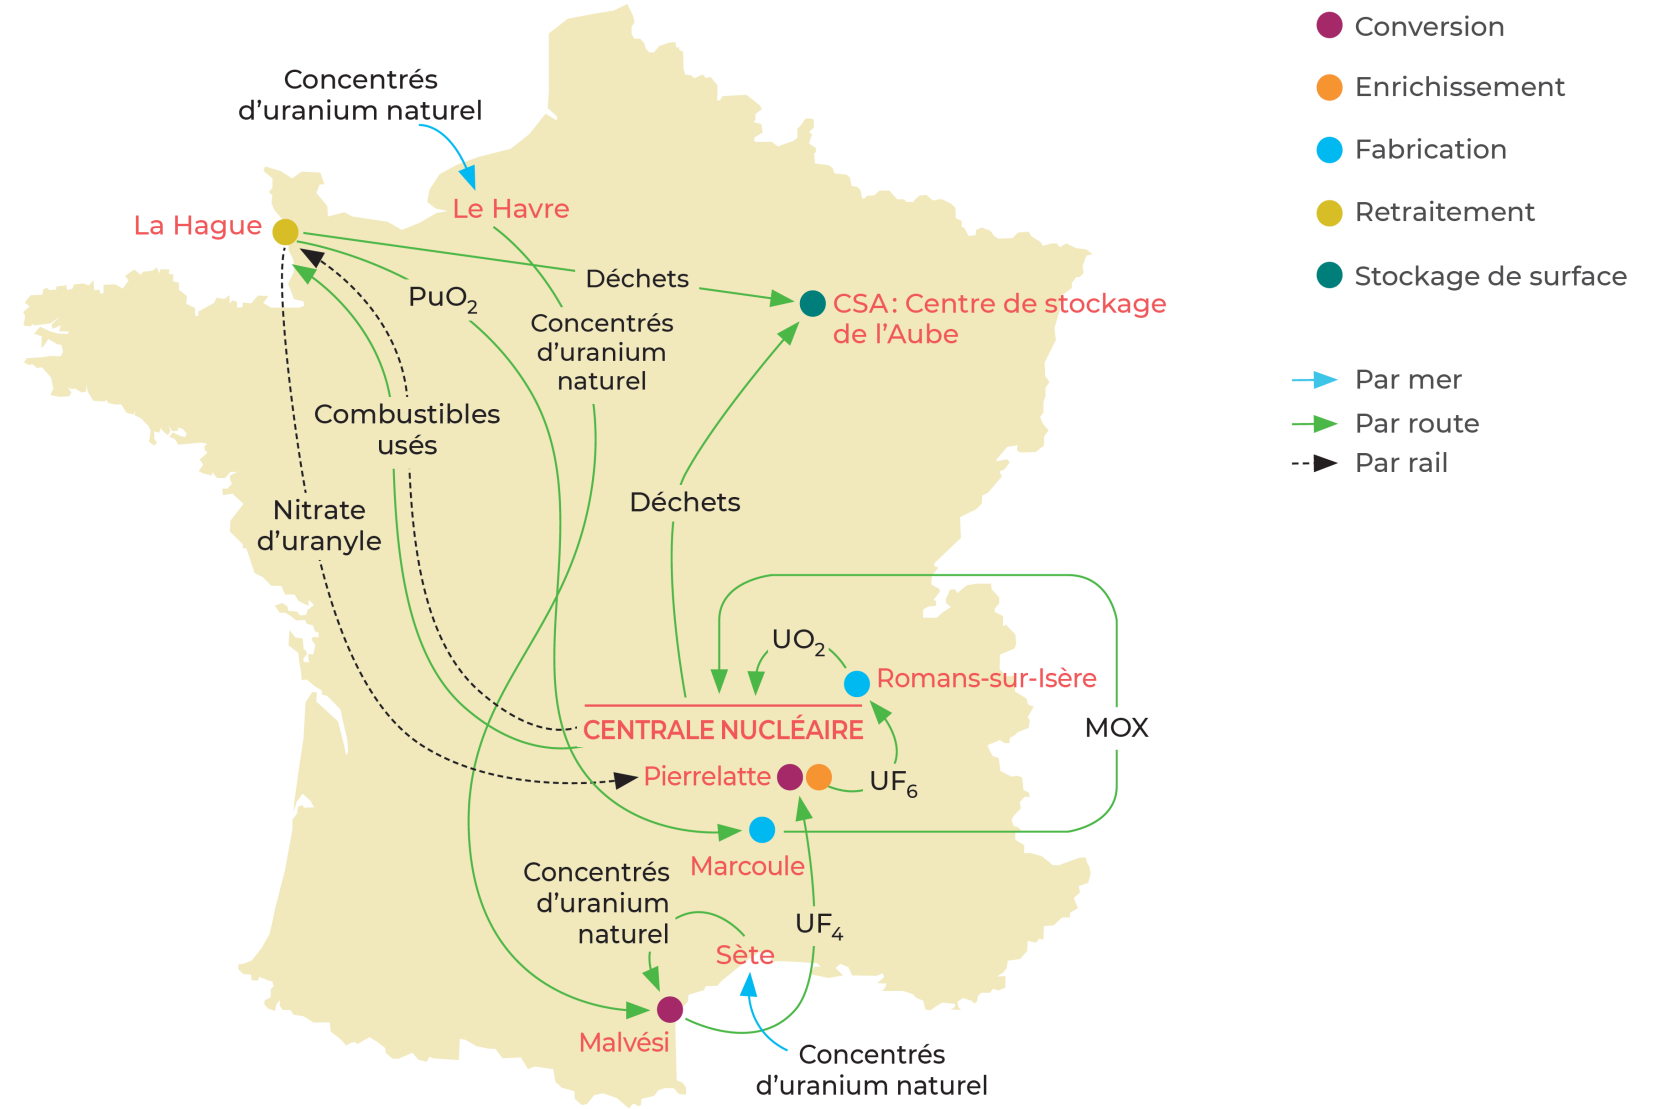 Concentrés
d’uranium naturel
La Hague
Le Havre
Déchets
PuO₂
Concentrés
d’uranium
naturel
CSA : Centre de stockage
de l’Aube
Combustibles
usés
Nitrate
d’uranyle
Déchets
UO₂
Romans-sur-Isère
CENTRALE NUCLÉAIRE
MOX
Pierrelatte
UF₆
Marcoule
Concentrés
d’uranium
naturel
UF₄
Sète
Malvési
Concentrés
d’uranium naturel
Conversion
Enrichissement
Fabrication
Retraitement
Stockage de surface
Par mer
Par route
Par rail